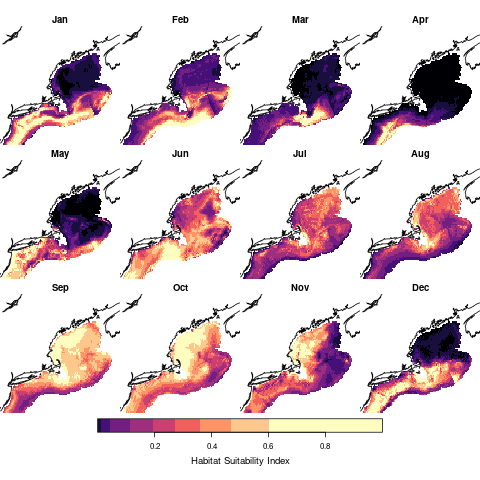 Jan Feb Mar Apr
May Jun Jul Aug
Sep Oct Nov Dec
0.2 0.4 0.6 0.8
Habitat Suitability Index